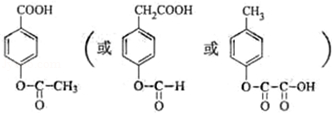 COOH CH₂COOH CH₃
( 或 或 )
O-C-CH₃ O-C-H O-C-C-OH
O O O O